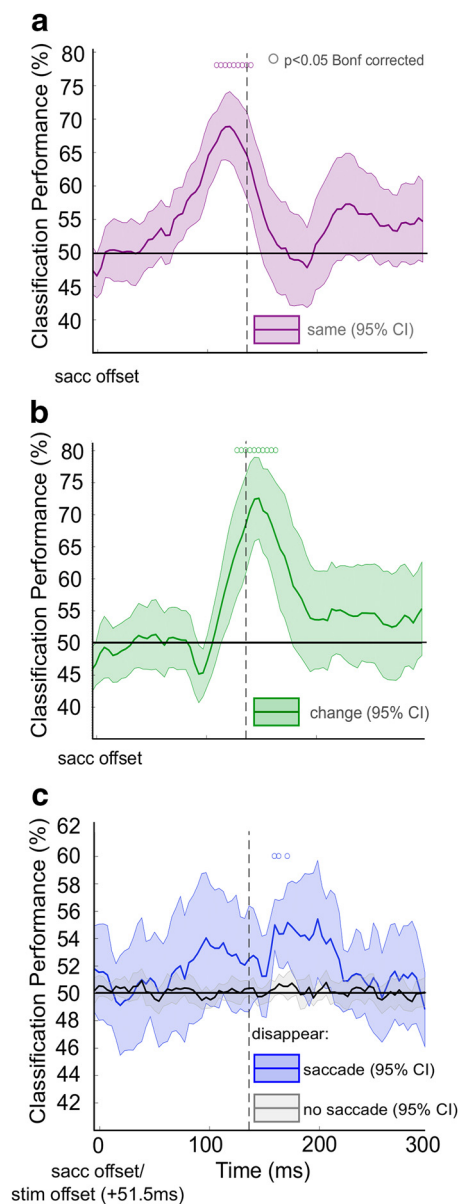 a
80
75
70
65
60
55
50
45
40
Classification Performance (%)
p<0.05 Bonf corrected
same (95% CI)
sacc offset
b
80
75
70
65
60
55
50
45
40
Classification Performance (%)
change (95% CI)
sacc offset
c
62
60
58
56
54
52
50
48
46
44
42
Classification Performance (%)
disappear:
saccade (95% CI)
no saccade (95% CI)
0 100 200 300
sacc offset/
stim offset (+51.5ms)
Time (ms)